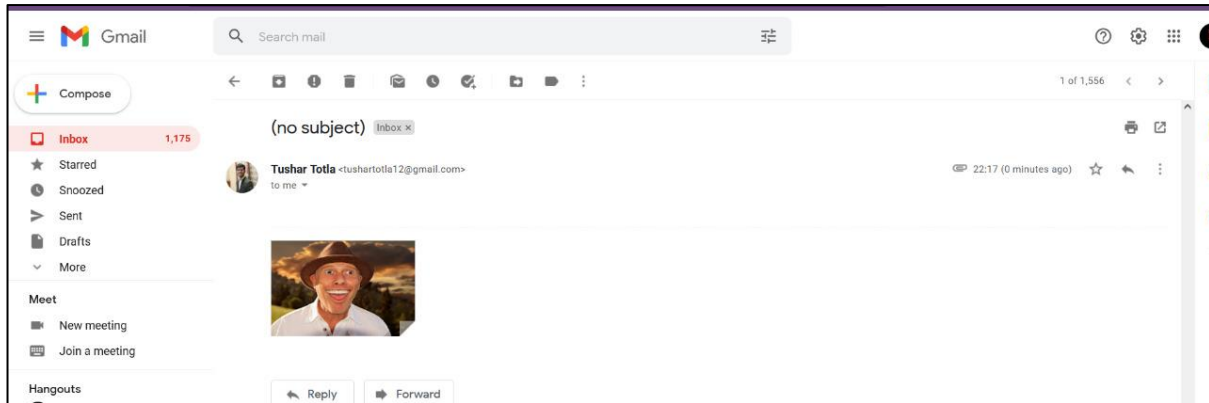 Gmail
Search mail
Compose
1 of 1,556
Inbox 1,175
(no subject) Inbox ×
Starred
Tushar Totla <tushartotla12@gmail.com>
22:17 (0 minutes ago)
to me
Snoozed
Sent
Drafts
More
Meet
New meeting
Join a meeting
Hangouts
Reply
Forward